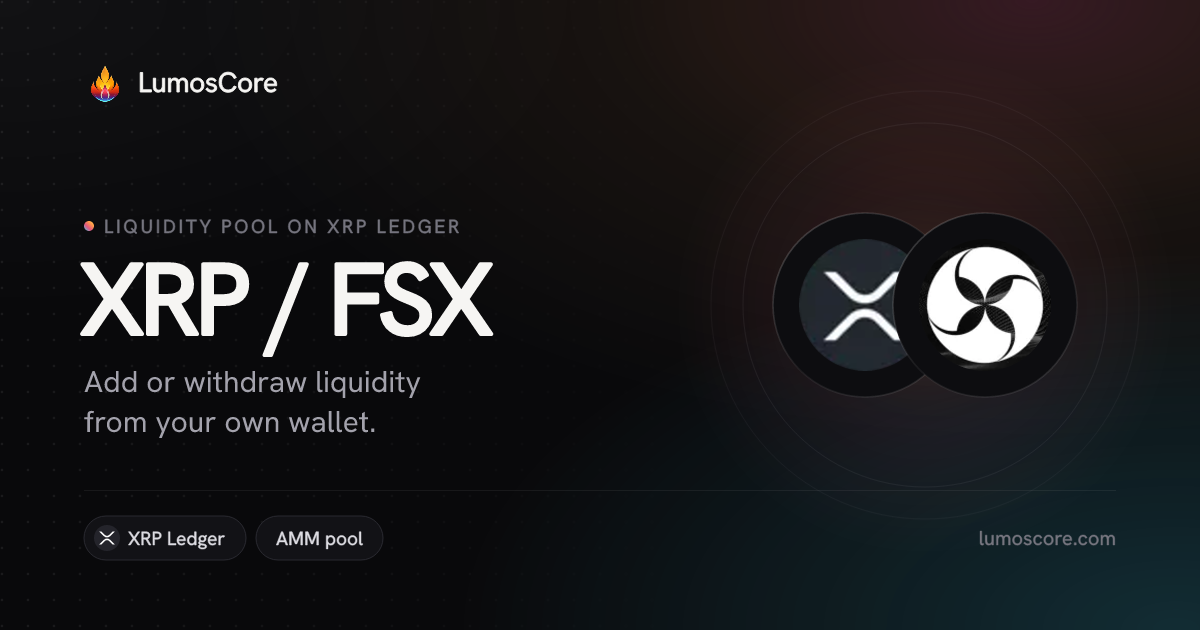 LumosCore
LIQUIDITY POOL ON XRP LEDGER
XRP / FSX
Add or withdraw liquidity
from your own wallet.
XRP Ledger
AMM pool
lumoscore.com